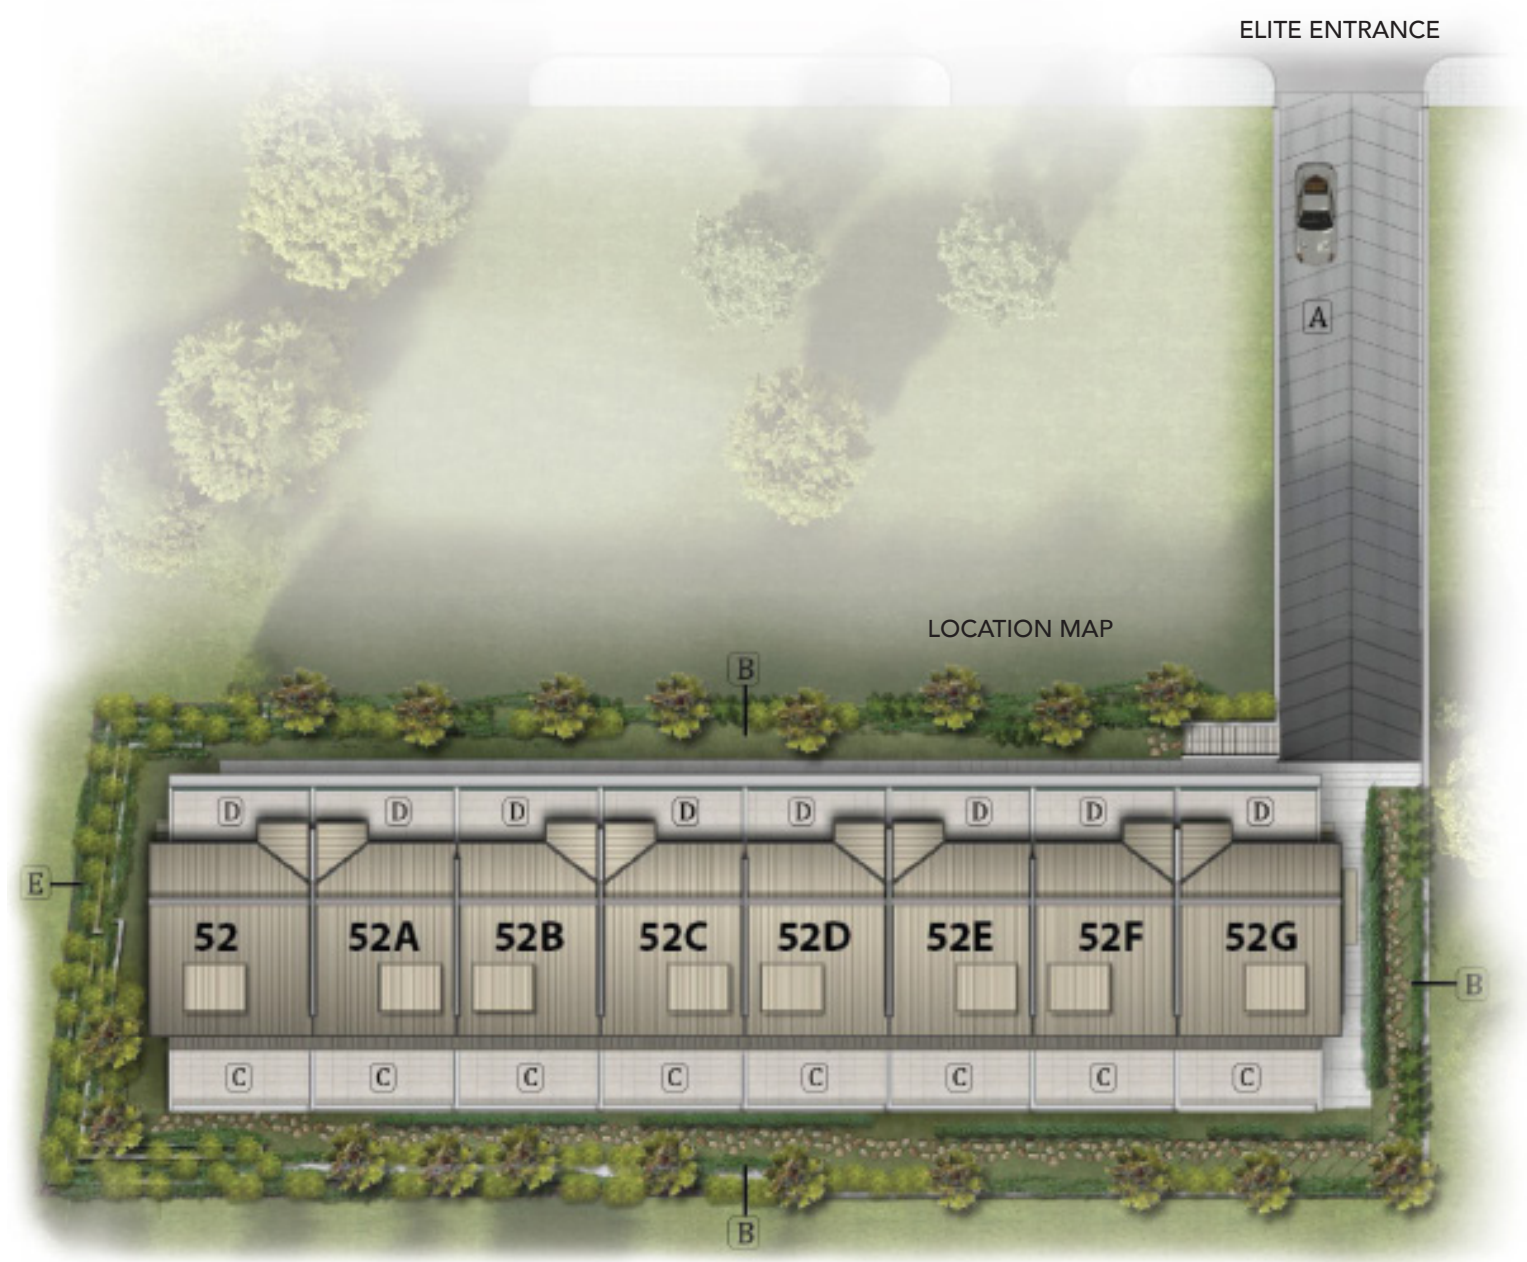 ELITE ENTRANCE
A
LOCATION MAP
B
D D D D D D D D
E
52 52A 52B 52C 52D 52E 52F 52G
B
C C C C C C C C
B